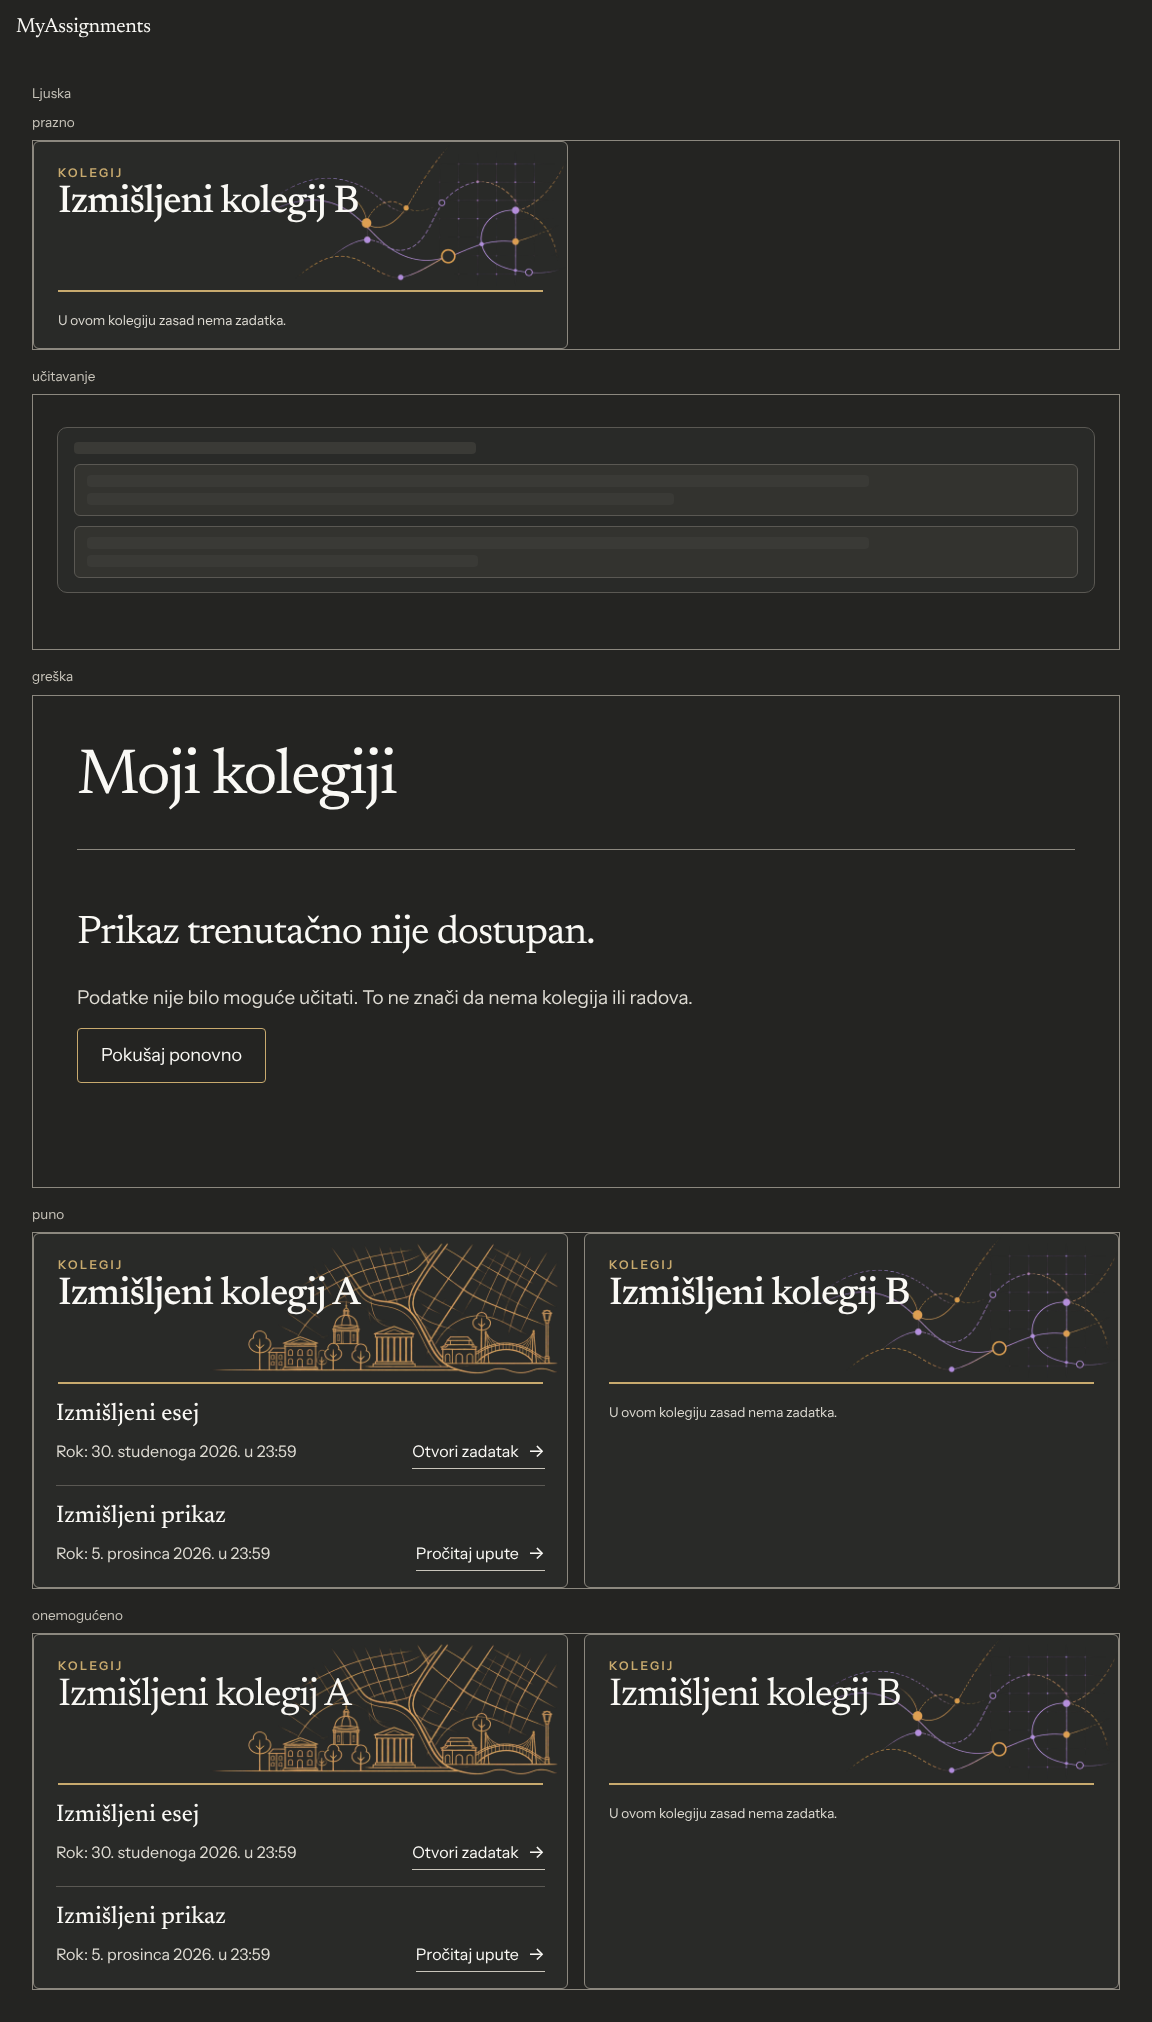 MyAssignments
Ljuska
prazno
KOLEGIJ
Izmišljeni kolegij B
U ovom kolegiju zasad nema zadatka.
učitavanje
greška
Moji kolegiji
Prikaz trenutačno nije dostupan.
Podatke nije bilo moguće učitati. To ne znači da nema kolegija ili radova.
Pokušaj ponovno
puno
KOLEGIJ
Izmišljeni kolegij A
Izmišljeni esej
Rok: 30. studenoga 2026. u 23:59
Otvori zadatak →
Izmišljeni prikaz
Rok: 5. prosinca 2026. u 23:59
Pročitaj upute →
KOLEGIJ
Izmišljeni kolegij B
U ovom kolegiju zasad nema zadatka.
onemogućeno
KOLEGIJ
Izmišljeni kolegij A
Izmišljeni esej
Rok: 30. studenoga 2026. u 23:59
Otvori zadatak →
Izmišljeni prikaz
Rok: 5. prosinca 2026. u 23:59
Pročitaj upute →
KOLEGIJ
Izmišljeni kolegij B
U ovom kolegiju zasad nema zadatka.